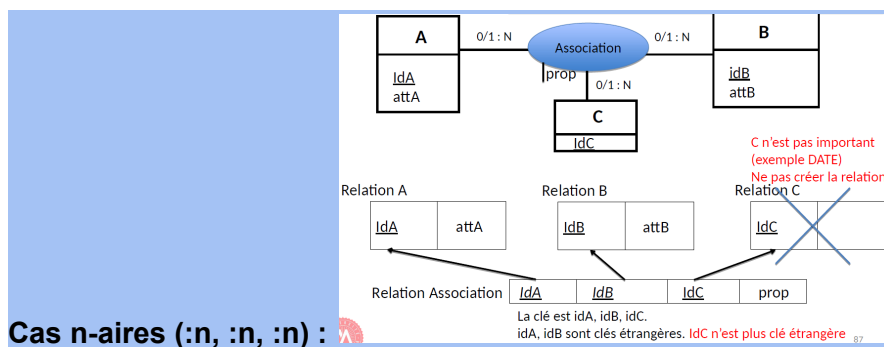 A
0/1 : N
Association
0/1 : N
B
IdA
attA
prop
0/1 : N
idB
attB
C
IdC
C n'est pas important
(exemple DATE)
Ne pas créer la relation
Relation A
Relation B
Relation C
IdA
attA
IdB
attB
IdC
Relation Association
IdA
IdB
IdC
prop
La clé est idA, idB, idC.
idA, idB sont clés étrangères. IdC n'est plus clé étrangère
87
Cas n-aires (:n, :n, :n) :